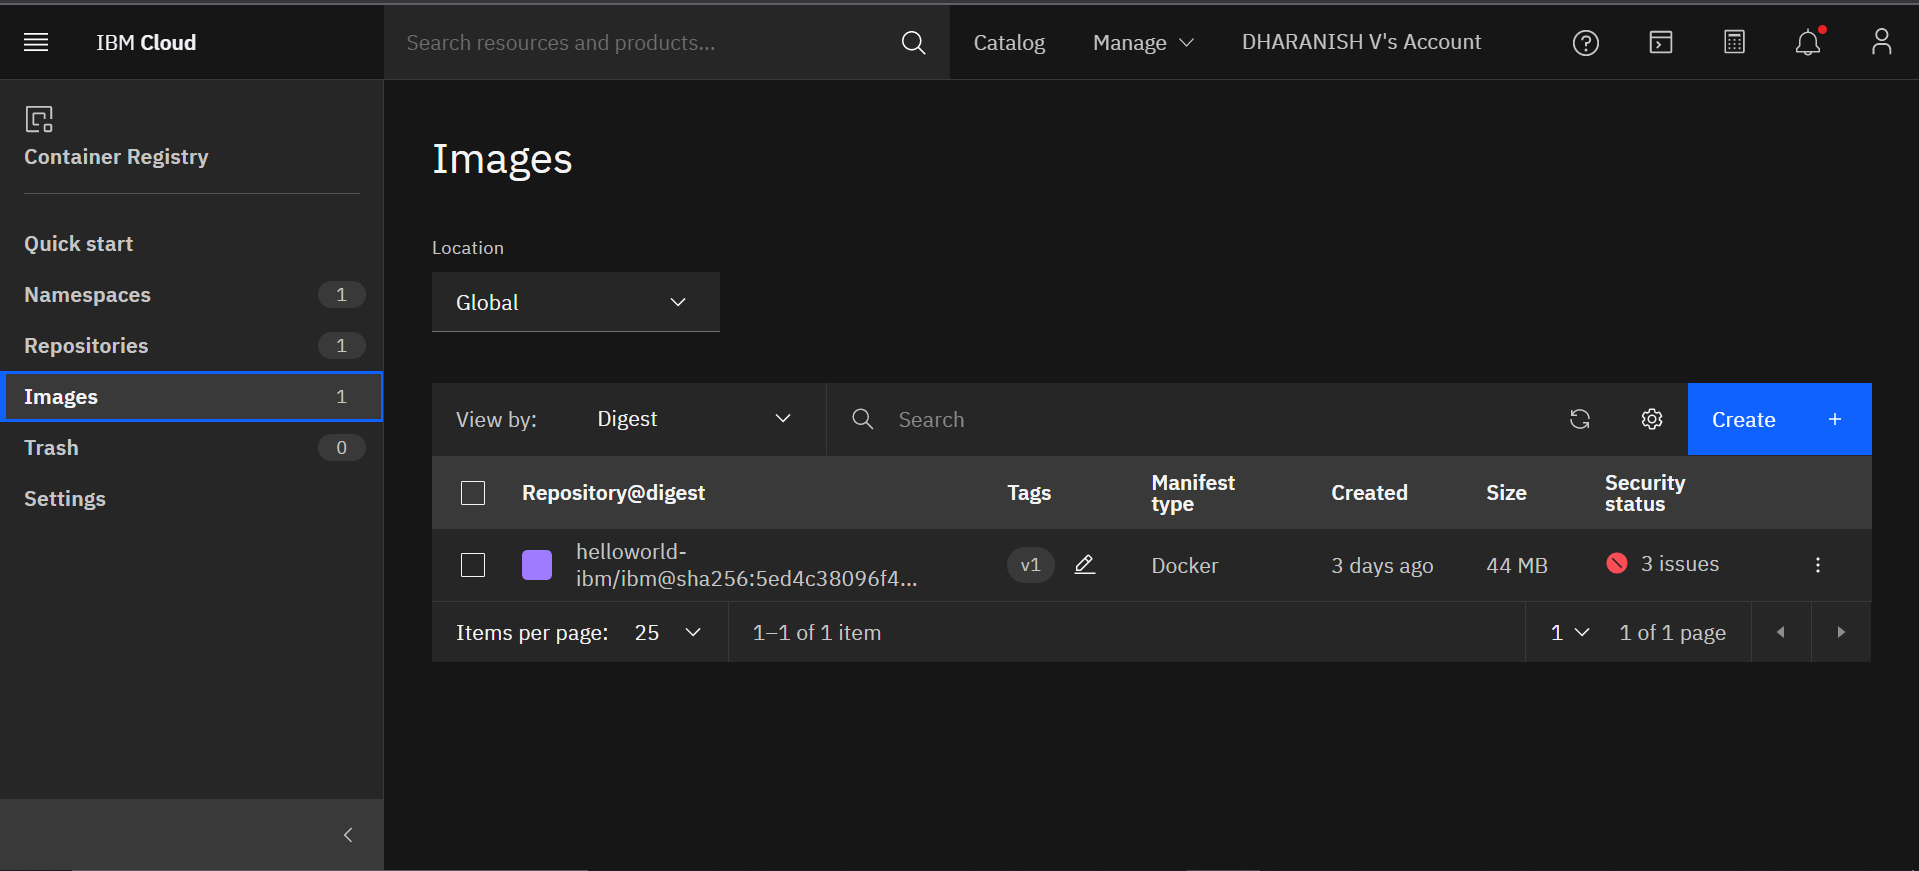 IBM Cloud
Search resources and products...
Catalog
Manage
DHARANISH V's Account
Container Registry
Quick start
Namespaces 1
Repositories 1
Images 1
Trash 0
Settings
Images
Location
Global
View by: Digest
Search
Create +
Repository@digest Tags Manifest type Created Size Security status
helloworld-
ibm/ibm@sha256:5ed4c38096f4...
v1 Docker 3 days ago 44 MB 3 issues
Items per page: 25 1–1 of 1 item 1 1 of 1 page